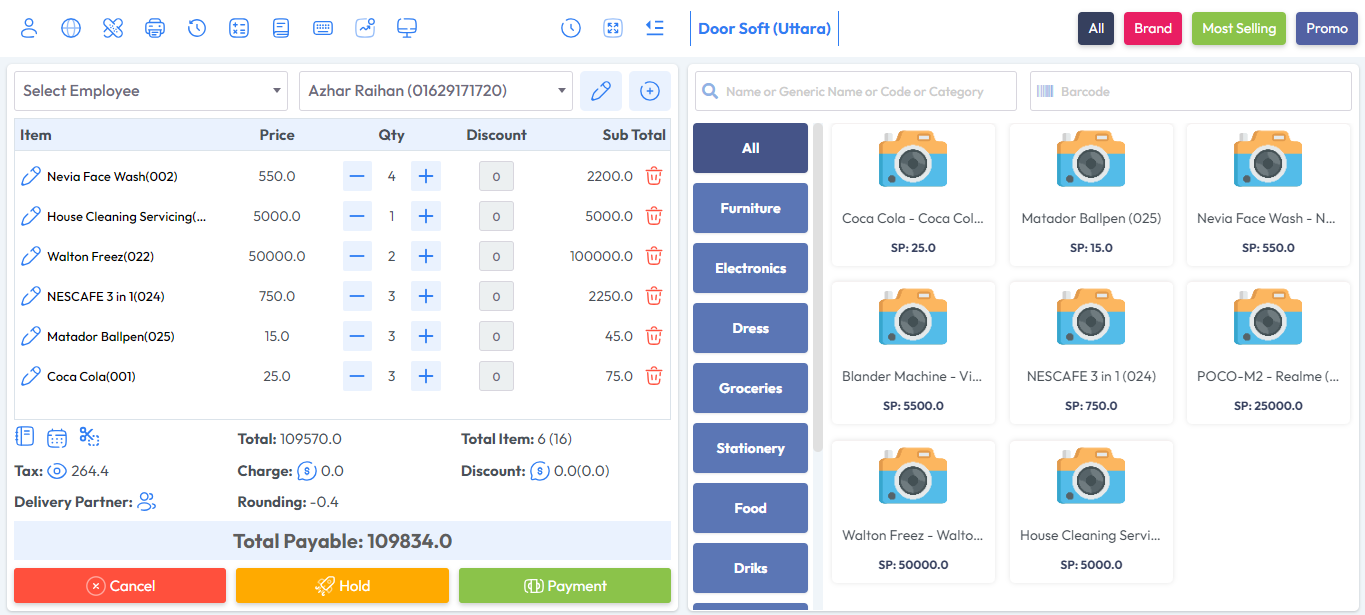 Door Soft (Uttara)
All
Brand
Most Selling
Promo
Select Employee
Azhar Raihan (01629171720)
Name or Generic Name or Code or Category
Barcode
Item Price Qty Discount Sub Total
Nevia Face Wash(002) 550.0 4 0 2200.0
House Cleaning Servicing(... 5000.0 1 0 5000.0
Walton Freez(022) 50000.0 2 0 100000.0
NESCAFE 3 in 1(024) 750.0 3 0 2250.0
Matador Ballpen(025) 15.0 3 0 45.0
Coca Cola(001) 25.0 3 0 75.0
Total: 109570.0
Total Item: 6 (16)
Tax: 264.4
Charge: 0.0
Discount: 0.0(0.0)
Delivery Partner:
Rounding: -0.4
Total Payable: 109834.0
Cancel
Hold
Payment
All
Furniture
Electronics
Dress
Groceries
Stationery
Food
Driks
Coca Cola - Coca Col...
SP: 25.0
Matador Ballpen (025)
SP: 15.0
Nevia Face Wash - N...
SP: 550.0
Blander Machine - Vi...
SP: 5500.0
NESCAFE 3 in 1 (024)
SP: 750.0
POCO-M2 - Realme (...
SP: 25000.0
Walton Freez - Walto...
SP: 50000.0
House Cleaning Servi...
SP: 5000.0